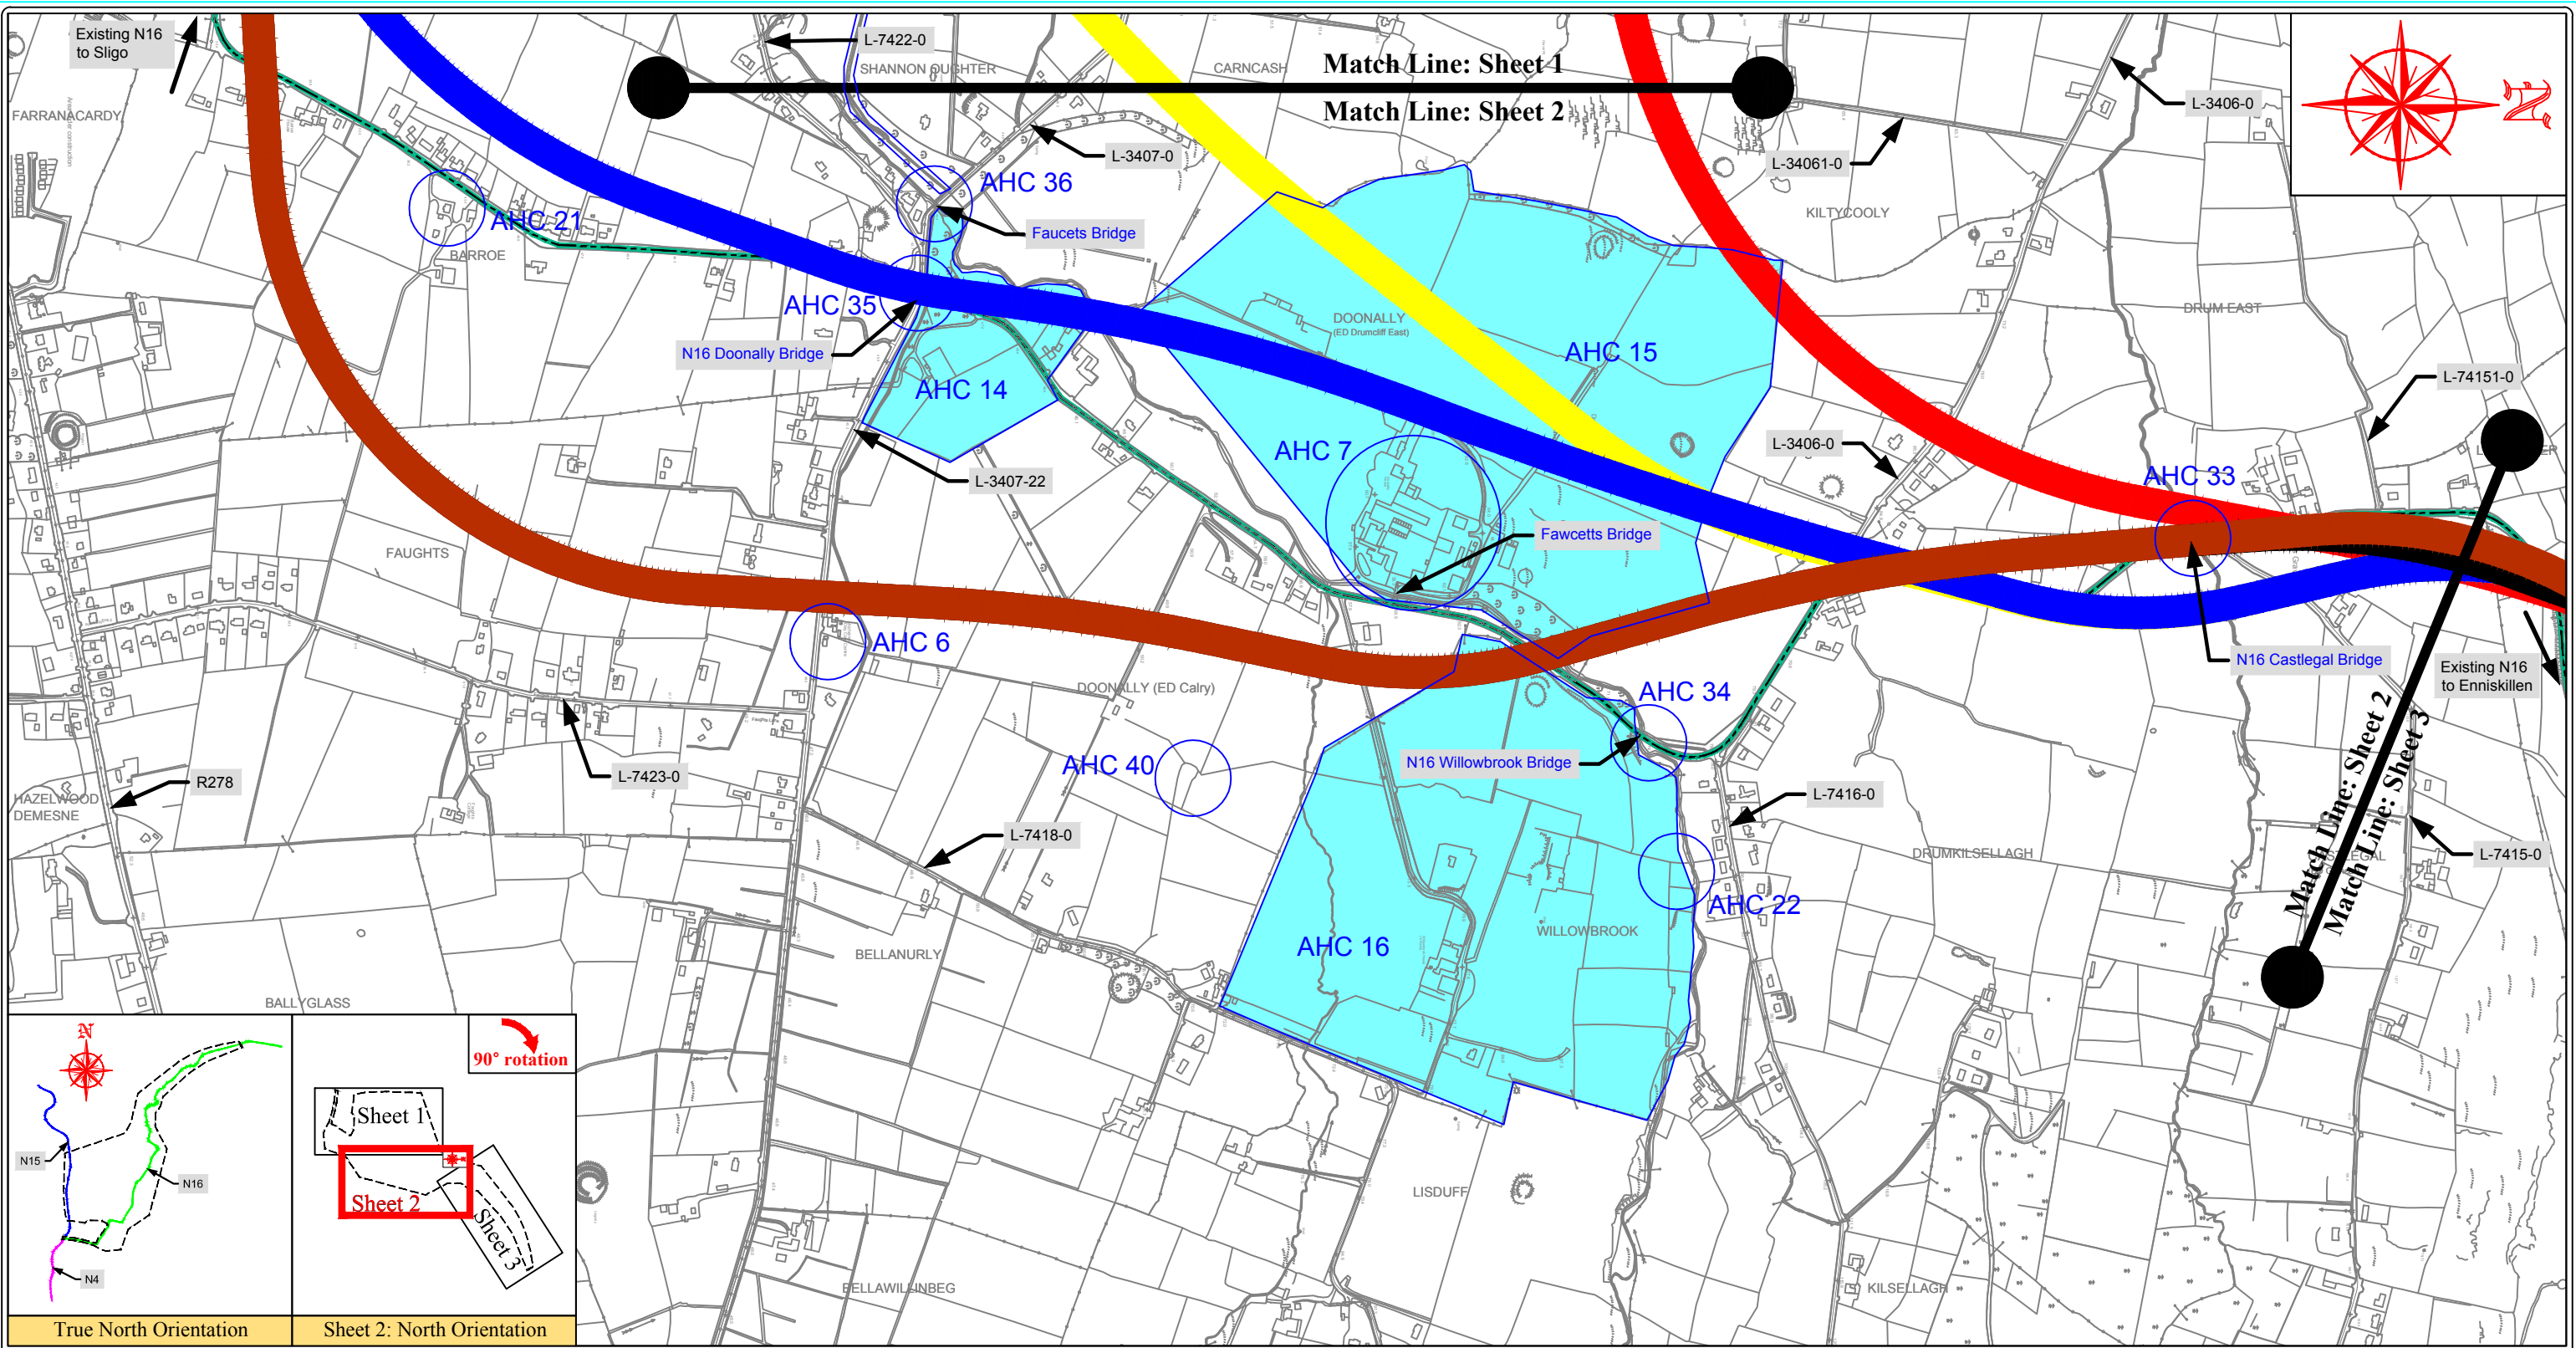 Existing N16
to Sligo
L-7422-0
SHANNON OUGHTER
CARNCASH
Match Line: Sheet 1
Match Line: Sheet 2
N
L-3406-0
FARRANACARDY
L-3407-0
L-34061-0
AHC 36
KILTYCOOLY
AHC 21
Faucets Bridge
BARROE
AHC 35
DOONALLY
(ED Drumcliff East)
DRUM EAST
N16 Doonally Bridge
AHC 15
L-74151-0
AHC 14
AHC 7
L-3406-0
AHC 33
L-3407-22
Fawcetts Bridge
FAUGHTS
AHC 6
N16 Castlegal Bridge
Existing N16
to Enniskillen
DOONALLY (ED Calry)
AHC 34
AHC 40
N16 Willowbrook Bridge
L-7423-0
R278
HAZELWOOD
DEMESNE
L-7416-0
Match Line: Sheet 2
Match Line: Sheet 3
L-7418-0
DRUMKILSELLAGH
L-7415-0
AHC 22
AHC 16
WILLOWBROOK
BELLANURLY
BALLYGLASS
N
90° rotation
Sheet 1
N15
N16
Sheet 2
Sheet 3
N4
LISDUFF
BELLAWILLINBEG
KILSELLAGH
True North Orientation
Sheet 2: North Orientation